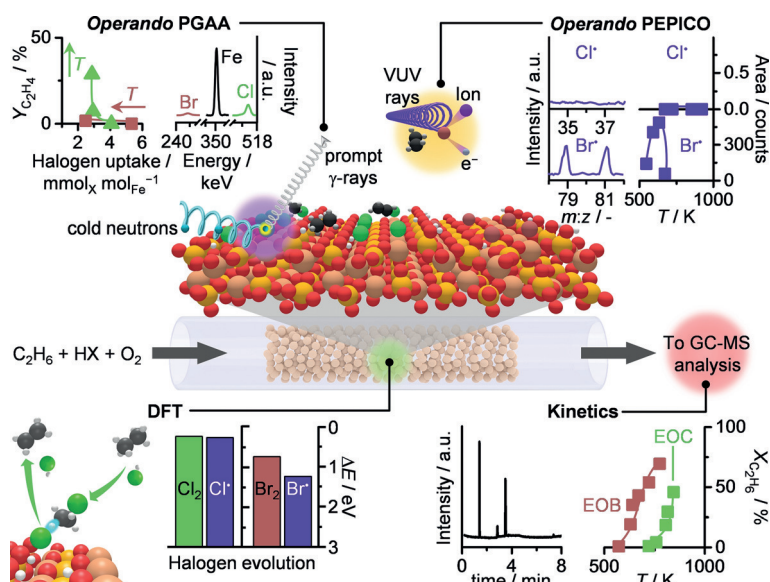 Operando PGAA
Operando PEPICO
50
Y_C₂H₄ / %
0
T
T
2 4 6
Halogen uptake /
mmol_X mol_Fe⁻¹
Fe
Br
Cl
Intensity / a.u.
240 350 518
Energy /
keV
prompt
γ-rays
cold neutrons
VUV
rays
Ion
e⁻
Intensity / a.u.
Cl•
35 37
Br•
79 81
m:z / -
Cl•
Br•
0.5
0.0
300
0
Area / counts
500 1000
T / K
C₂H₆ + HX + O₂
To GC-MS
analysis
DFT
Kinetics
Cl₂ Cl• Br₂ Br•
0
1
2
3
ΔE / eV
Halogen evolution
Intensity / a.u.
0 4 8
time / min
EOC
EOB
100
50
0
X_C₂H₆ / %
500 750 1000
T / K